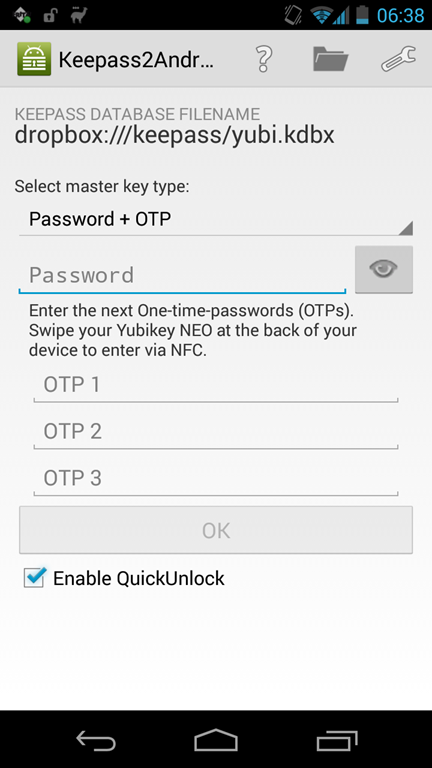 06:38
Keepass2Andr...
KEEPASS DATABASE FILENAME
dropbox:///keepass/yubi.kdbx
Select master key type:
Password + OTP
Password
Enter the next One-time-passwords (OTPs).
Swipe your Yubikey NEO at the back of your
device to enter via NFC.
OTP 1
OTP 2
OTP 3
OK
Enable QuickUnlock